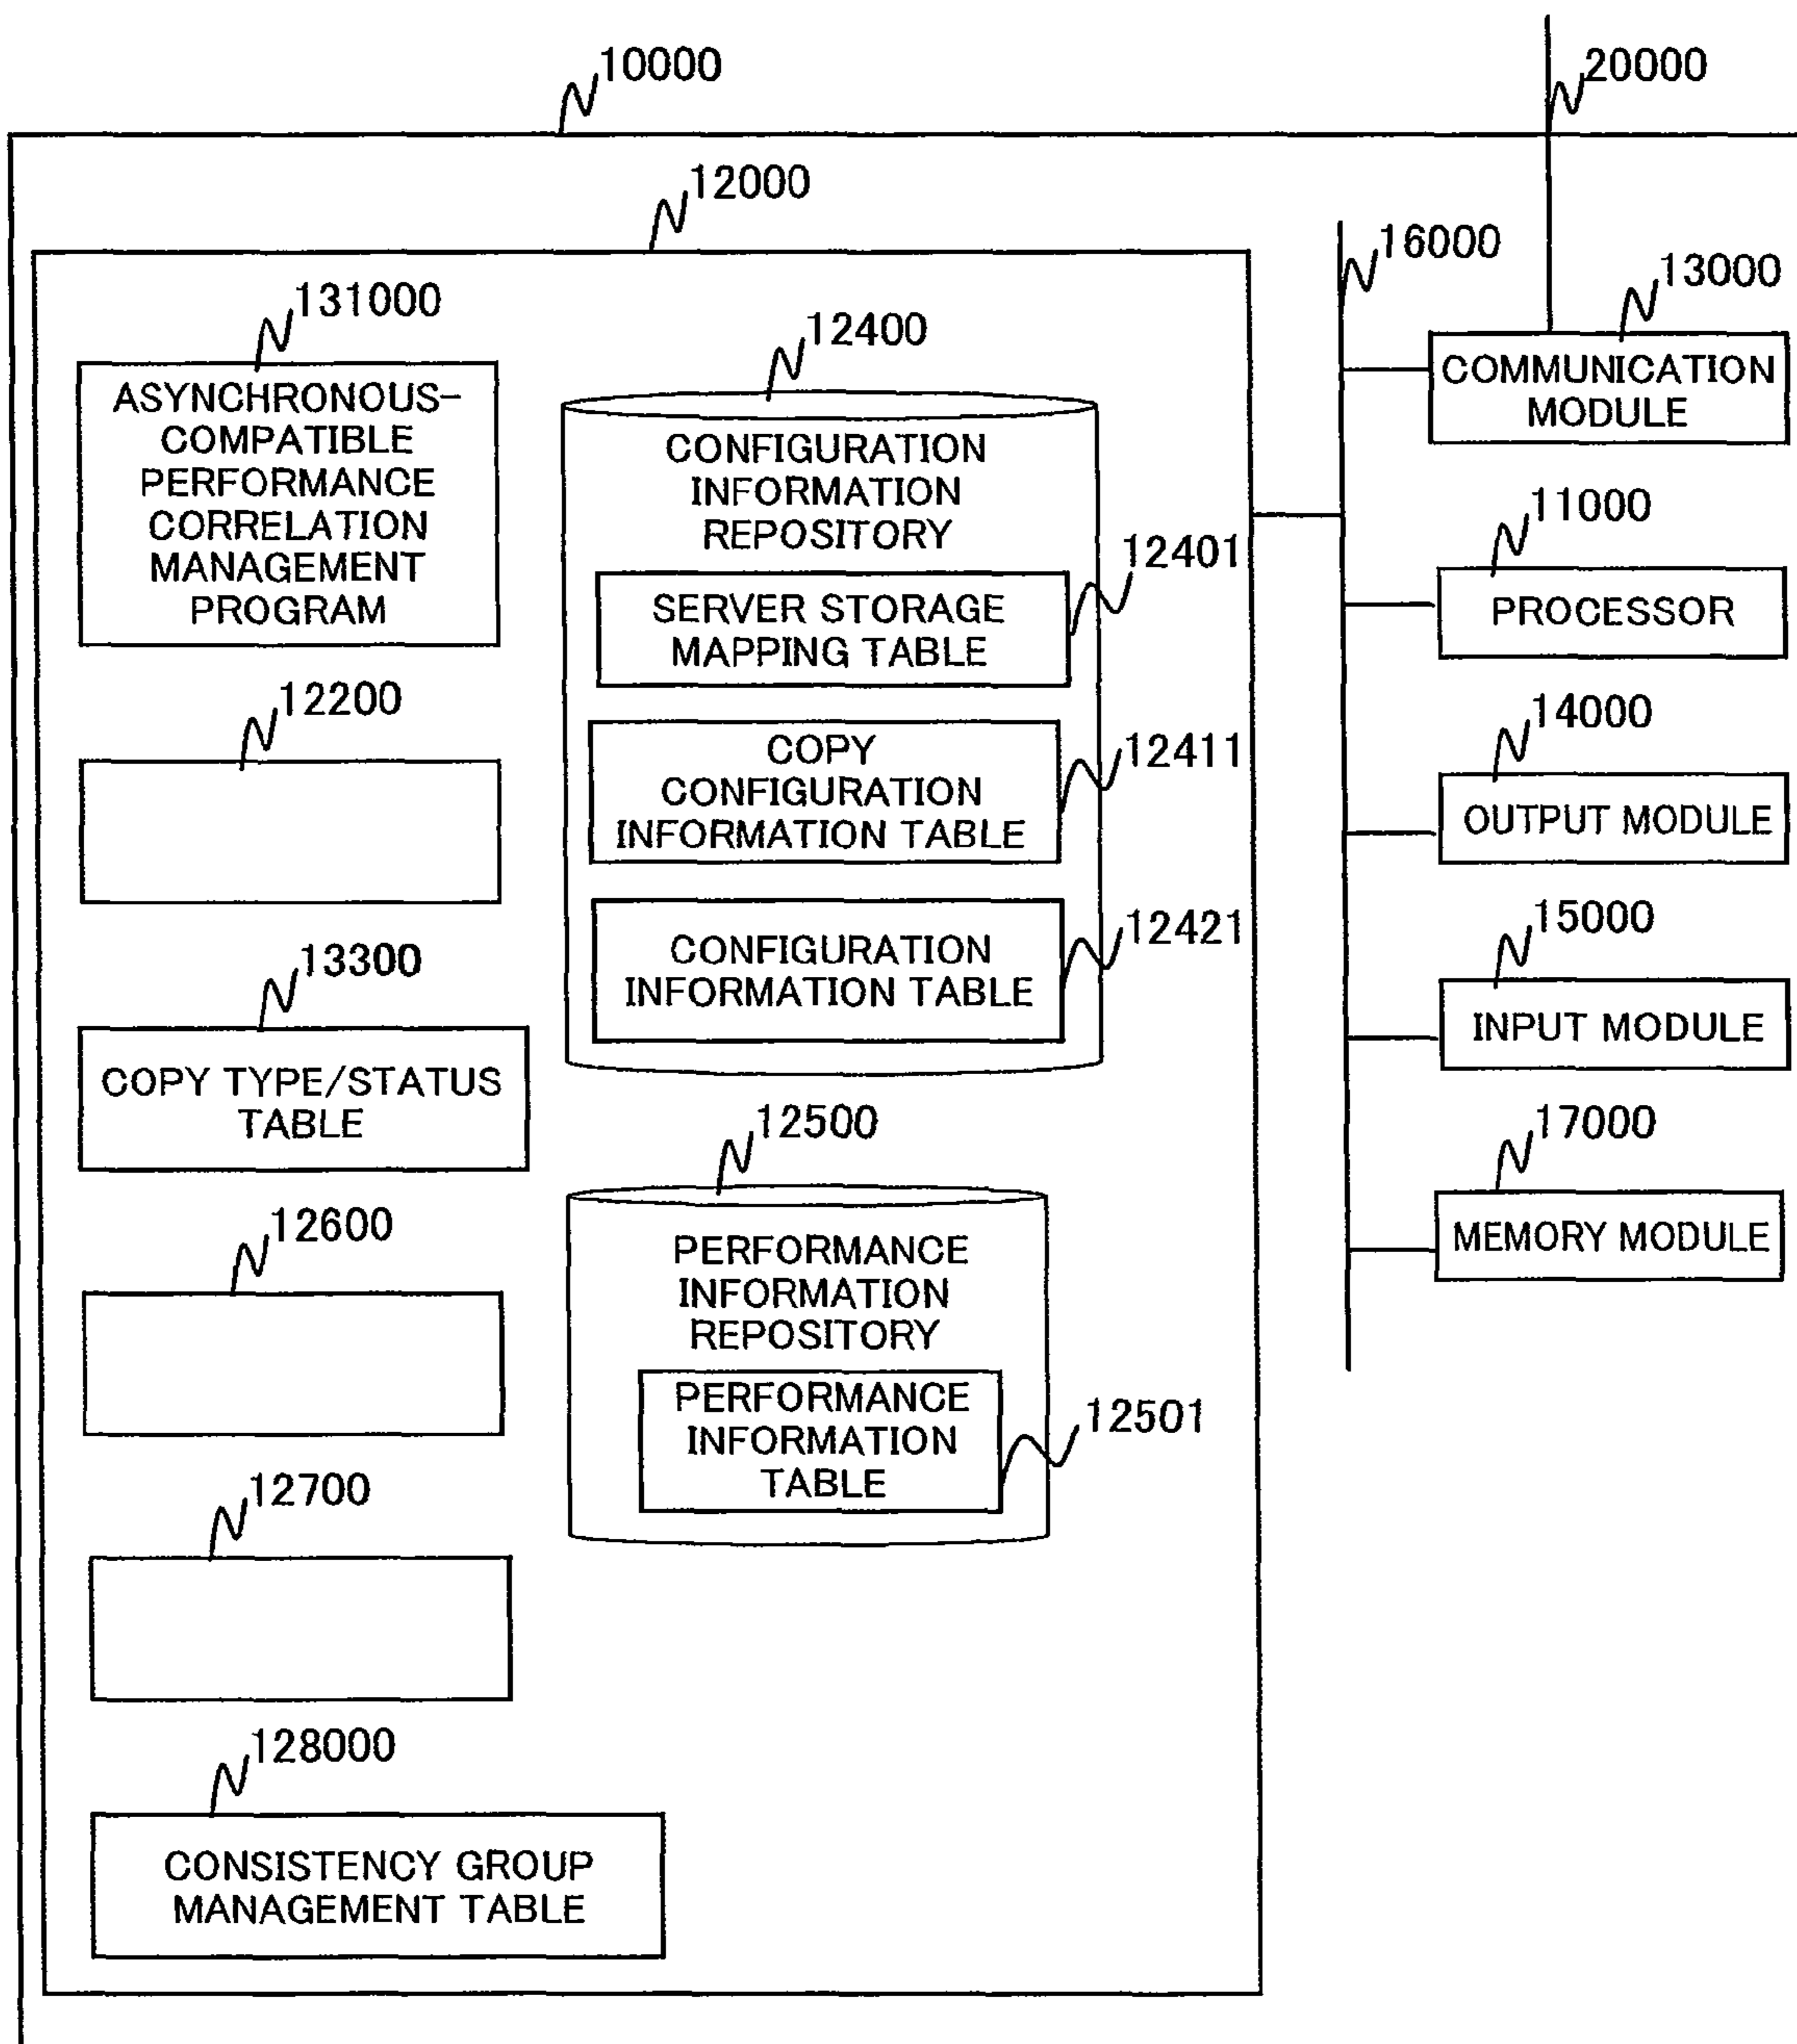 10000
20000
12000
16000
13000
COMMUNICATION
MODULE
131000
ASYNCHRONOUS-
COMPATIBLE
PERFORMANCE
CORRELATION
MANAGEMENT
PROGRAM
12400
CONFIGURATION
INFORMATION
REPOSITORY
12401
SERVER STORAGE
MAPPING TABLE
11000
PROCESSOR
12200
COPY
CONFIGURATION
INFORMATION TABLE
12411
14000
OUTPUT MODULE
12421
CONFIGURATION
INFORMATION TABLE
15000
INPUT MODULE
13300
COPY TYPE/STATUS
TABLE
12500
PERFORMANCE
INFORMATION
REPOSITORY
17000
MEMORY MODULE
12600
PERFORMANCE
INFORMATION
TABLE
12501
12700
128000
CONSISTENCY GROUP
MANAGEMENT TABLE